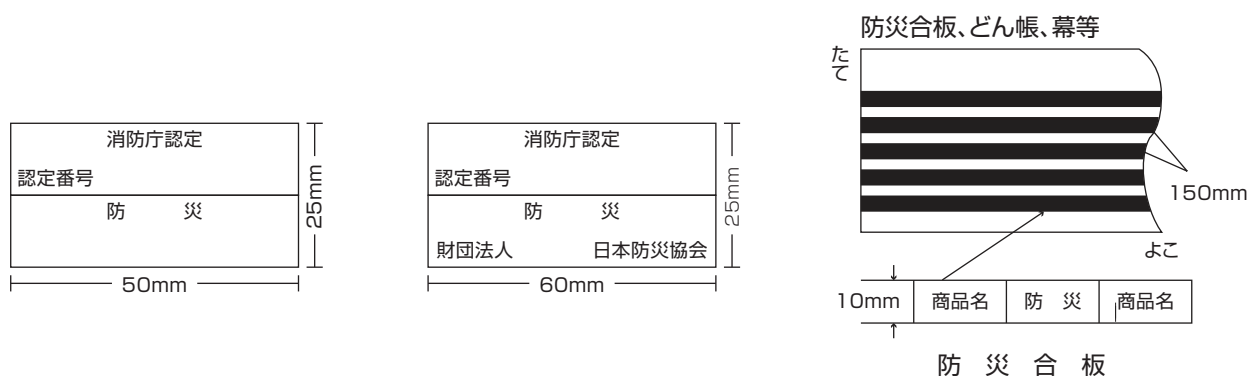 消防庁認定
認定番号
防 災
25mm
50mm
消防庁認定
認定番号
防 災
財団法人 日本防災協会
25mm
60mm
防災合板、どん帳、幕等
たて
150mm
よこ
10mm
商品名 防 災 商品名
防 災 合 板